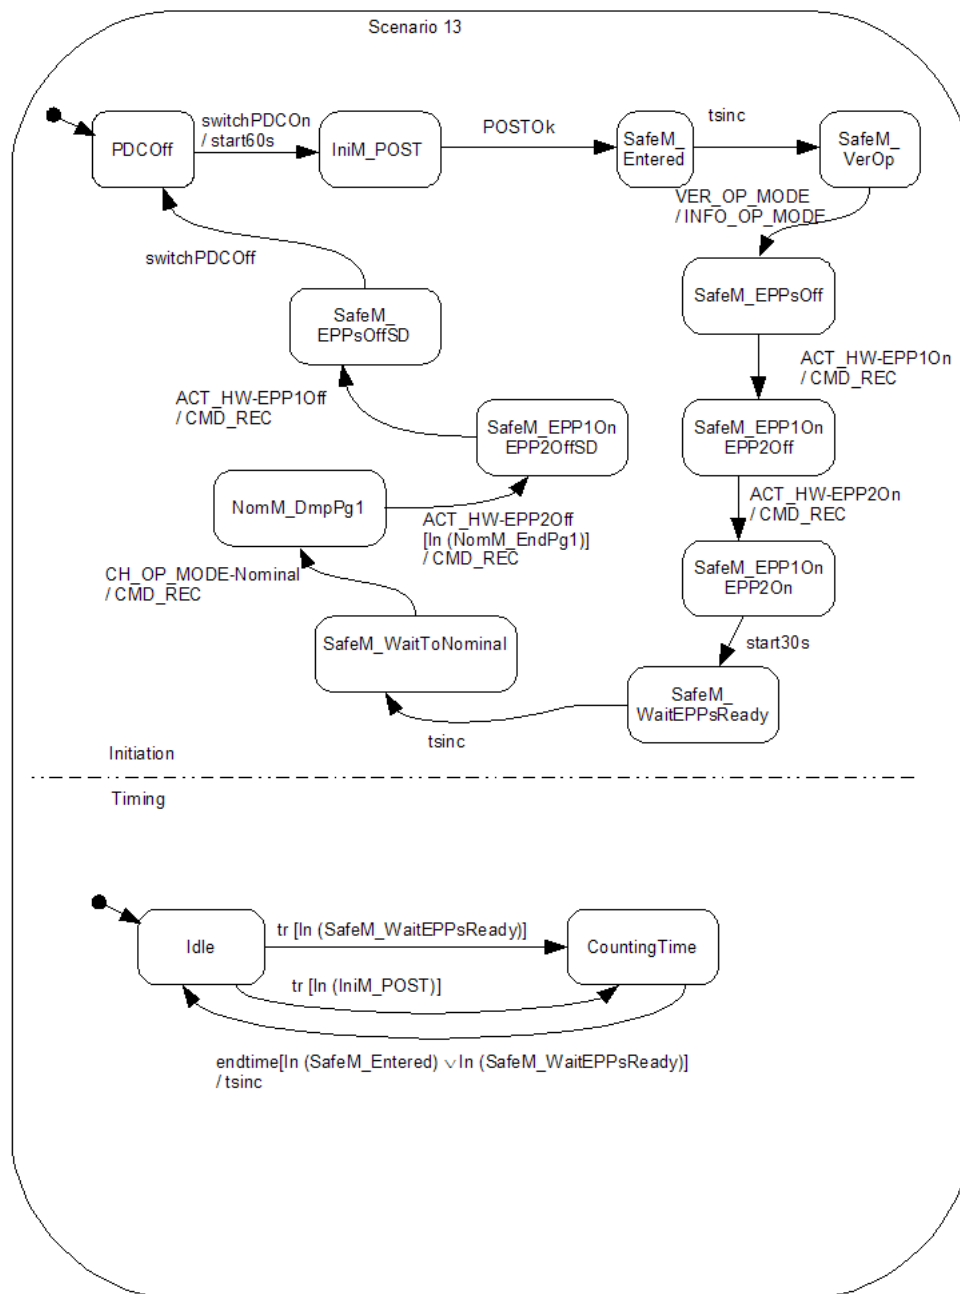 Scenario 13
switchPDCOn
/ start60s
PDCOff
IniM_POST
POSTOk
SafeM_
Entered
tsinc
SafeM_
VerOp
VER_OP_MODE
/ INFO_OP_MODE
switchPDCOff
SafeM_EPPsOff
SafeM_
EPPsOffSD
ACT_HW-EPP1On
/ CMD_REC
ACT_HW-EPP1Off
/ CMD_REC
SafeM_EPP1On
EPP2OffSD
SafeM_EPP1On
EPP2Off
NomM_DmpPg1
ACT_HW-EPP2Off
[In (NomM_EndPg1)]
/ CMD_REC
ACT_HW-EPP2On
/ CMD_REC
CH_OP_MODE-Nominal
/ CMD_REC
SafeM_EPP1On
EPP2On
SafeM_WaitToNominal
start30s
SafeM_
WaitEPPsReady
tsinc
Initiation
Timing
Idle
tr [In (SafeM_WaitEPPsReady)]
CountingTime
tr [In (IniM_POST)]
endtime[In (SafeM_Entered) ∨ In (SafeM_WaitEPPsReady)]
/ tsinc